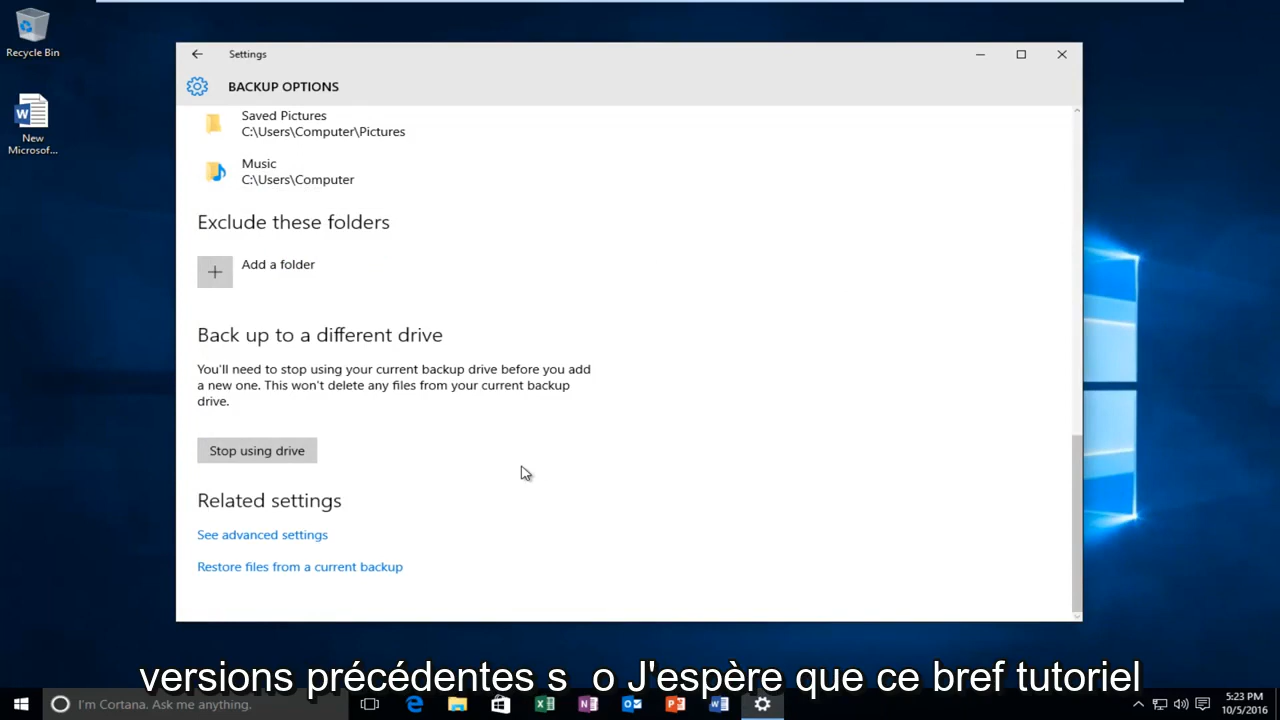 Recycle Bin
New
Microsof...
Settings
BACKUP OPTIONS
Saved Pictures
C:\Users\Computer\Pictures
Music
C:\Users\Computer
Exclude these folders
Add a folder
Back up to a different drive
You'll need to stop using your current backup drive before you add
a new one. This won't delete any files from your current backup
drive.
Stop using drive
Related settings
See advanced settings
Restore files from a current backup
versions précédentes s  o J'espère que ce bref tutoriel
I'm Cortana. Ask me anything.
5:23 PM
10/5/2016